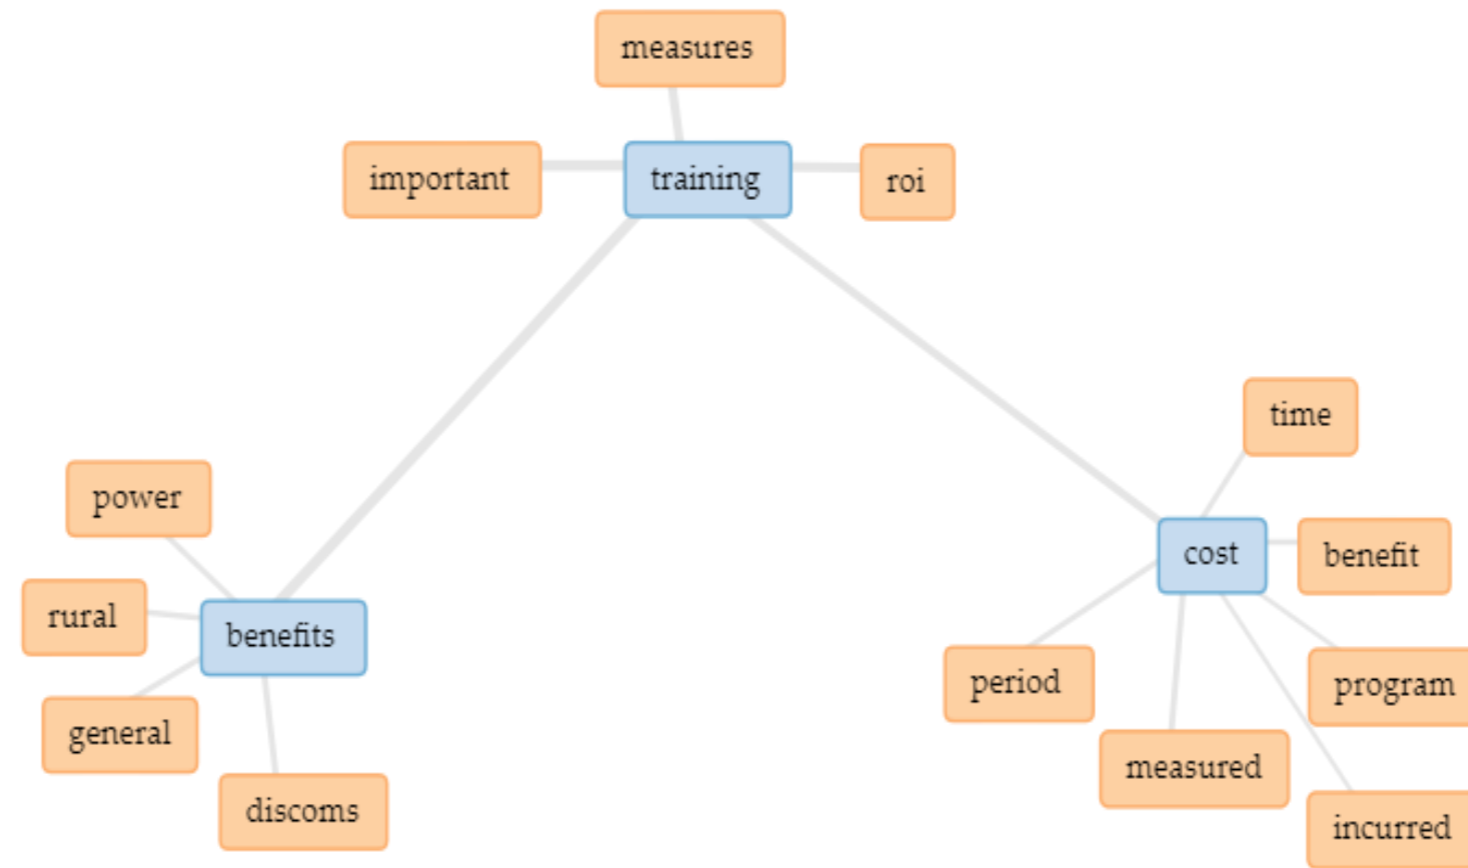 measures
important
training
roi
time
power
cost
benefit
rural
benefits
period
program
general
measured
discoms
incurred